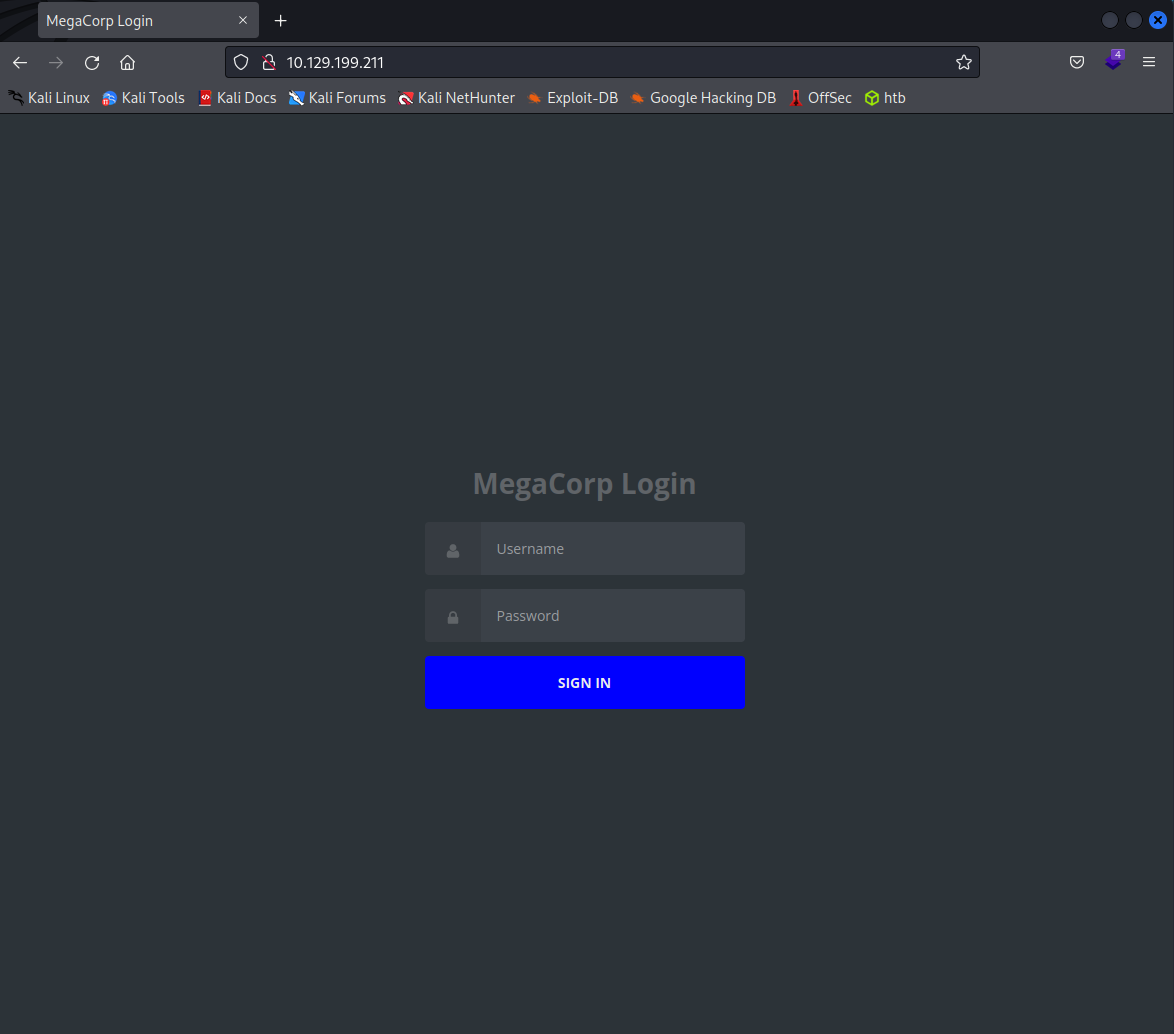 MegaCorp Login
10.129.199.211
4
Kali Linux Kali Tools Kali Docs Kali Forums Kali NetHunter Exploit-DB Google Hacking DB OffSec htb
MegaCorp Login
Username
Password
SIGN IN